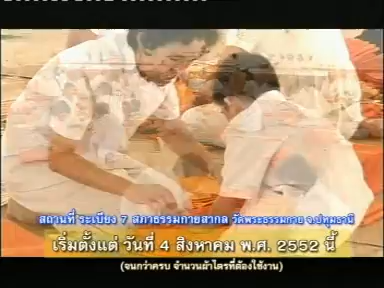 สถานที่ ระเบียง 7 สภาธรรมกายสากล วัดพระธรรมกาย จ.ปทุมธานี
เริ่มตั้งแต่ วันที่ 4 สิงหาคม พ.ศ. 2552 นี้
(จนกว่าครบ จำนวนผ้าไตรที่ต้องใช้งาน)